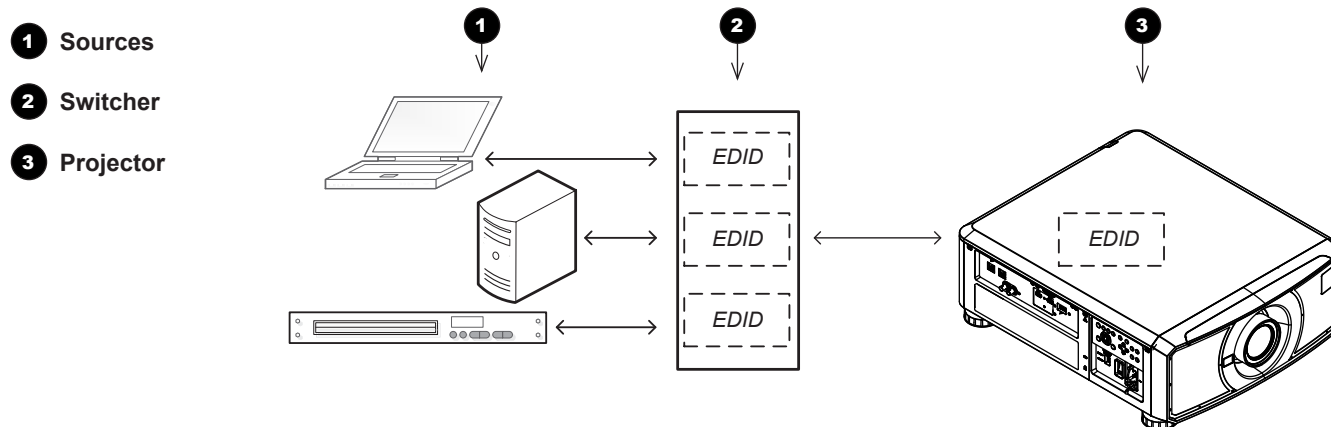 1 Sources
2 Switcher
3 Projector
1
2
3
EDID
EDID
EDID
EDID